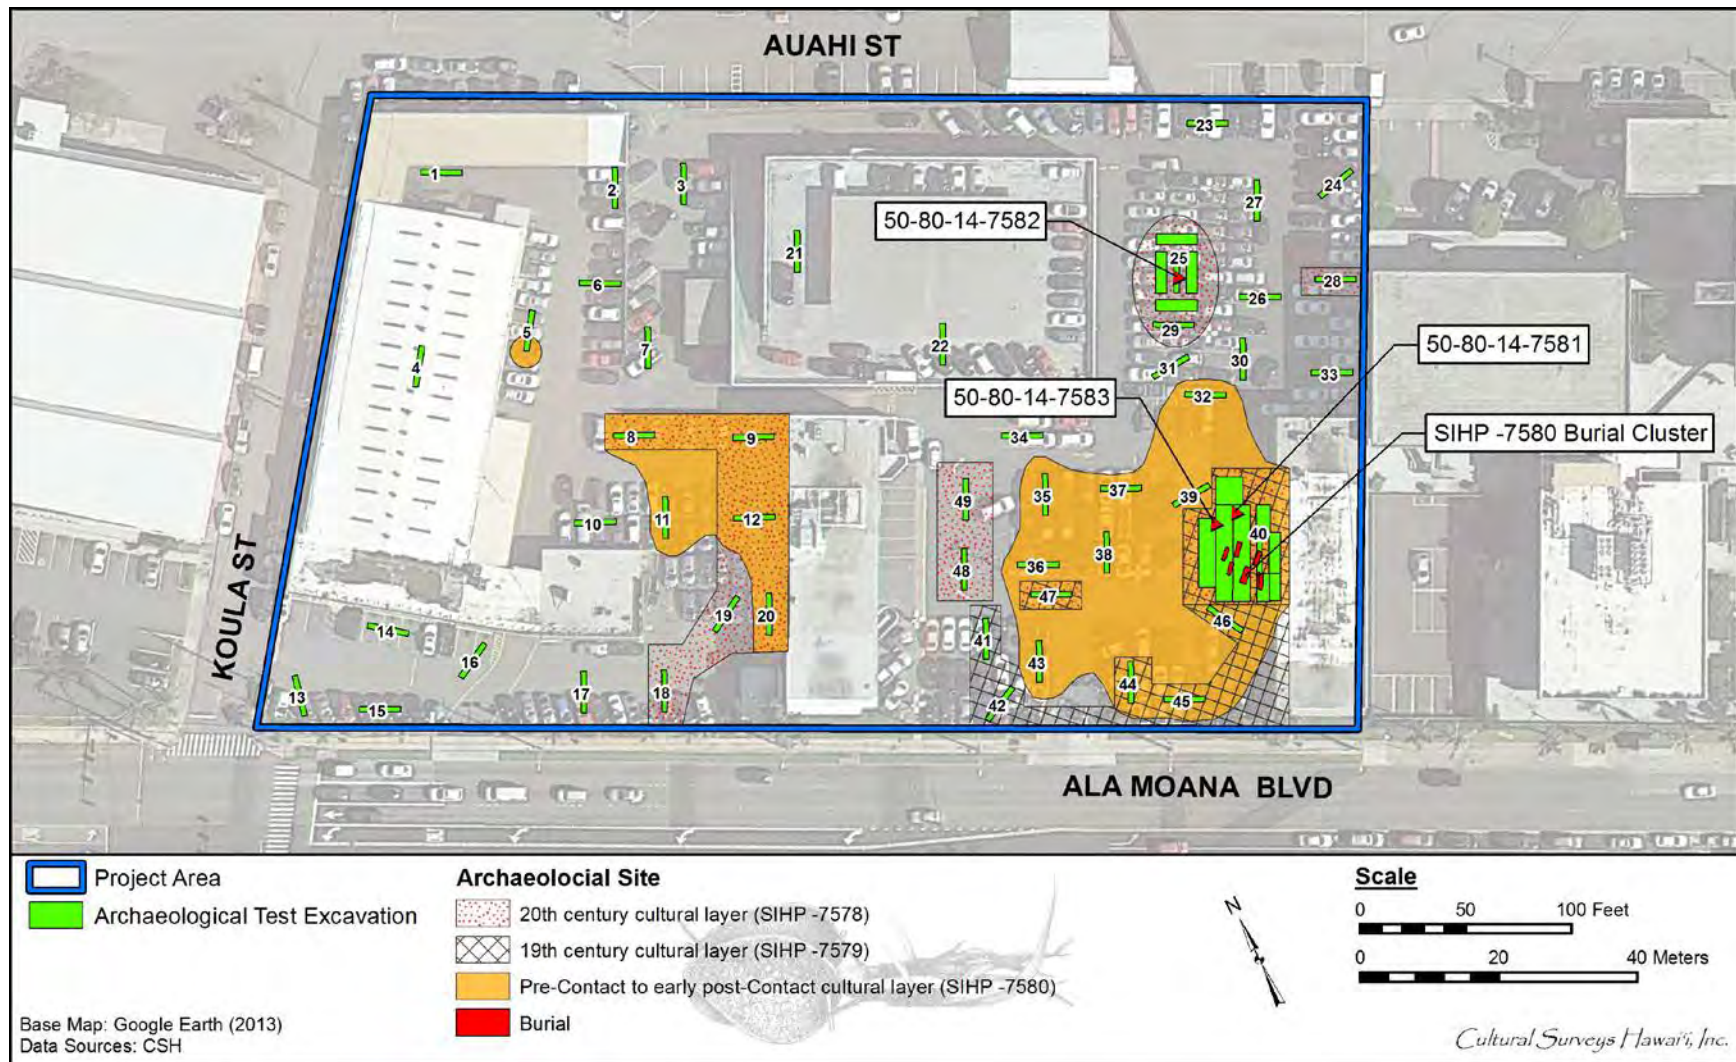 AUAHI ST
23
1
2
3
24
27
50-80-14-7582
21
25
28
6
26
5
29
50-80-14-7581
7
22
31
30
4
33
50-80-14-7583
32
8
9
34
SIHP -7580 Burial Cluster
35
37
39
49
11
12
10
40
38
36
48
KOULA ST
47
19
20
46
14
41
16
43
44
13
15
17
18
42
45
ALA MOANA BLVD
Project Area
Archaeological Test Excavation
Archaeolocial Site
20th century cultural layer (SIHP -7578)
19th century cultural layer (SIHP -7579)
Pre-Contact to early post-Contact cultural layer (SIHP -7580)
Burial
N
Scale
0 50 100 Feet
0 20 40 Meters
Base Map: Google Earth (2013)
Data Sources: CSH
Cultural Surveys Hawai'i, Inc.